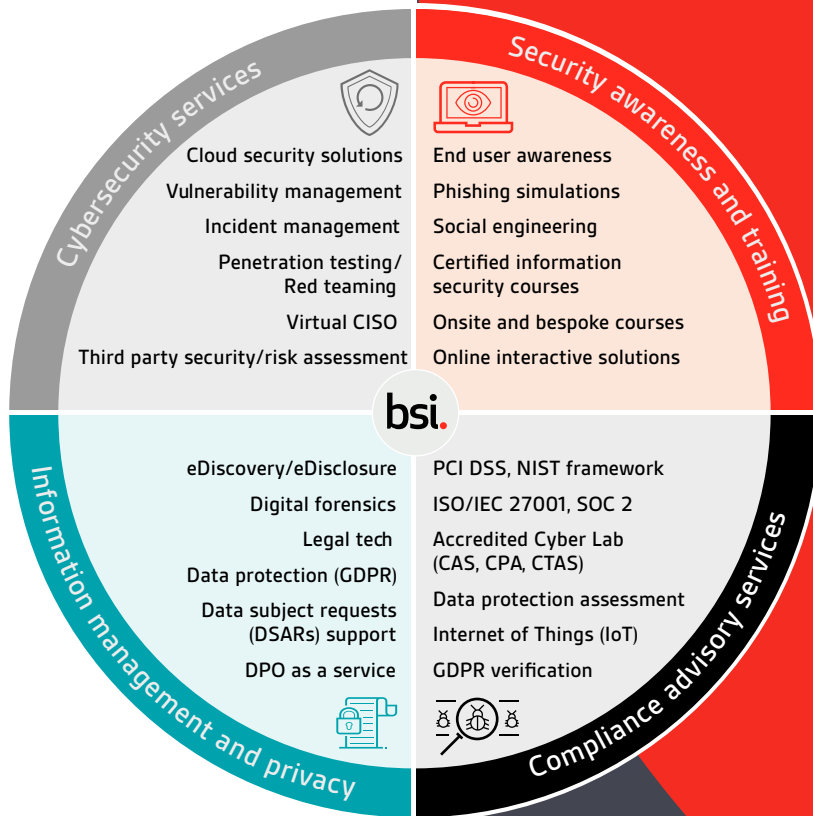 Cybersecurity services
Cloud security solutions
Vulnerability management
Incident management
Penetration testing/
Red teaming
Virtual CISO
Third party security/risk assessment
Security awareness and training
End user awareness
Phishing simulations
Social engineering
Certified information
security courses
Onsite and bespoke courses
Online interactive solutions
bsi.
Information management and privacy
eDiscovery/eDisclosure
Digital forensics
Legal tech
Data protection (GDPR)
Data subject requests
(DSARs) support
DPO as a service
Compliance advisory services
PCI DSS, NIST framework
ISO/IEC 27001, SOC 2
Accredited Cyber Lab
(CAS, CPA, CTAS)
Data protection assessment
Internet of Things (IoT)
GDPR verification